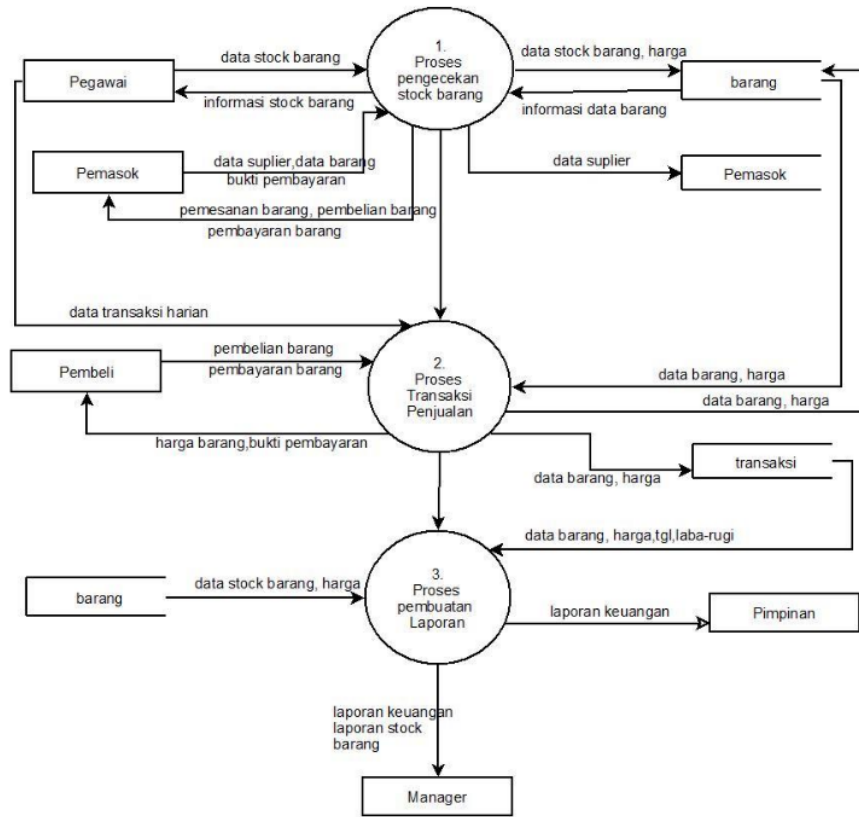 1.
Proses
pengecekan
stock barang
data stock barang
data stock barang, harga
Pegawai
barang
informasi stock barang
informasi data barang
data suplier,data barang
bukti pembayaran
data suplier
Pemasok
Pemasok
pemesanan barang, pembelian barang
pembayaran barang
data transaksi harian
pembelian barang
pembayaran barang
2.
Proses
Transaksi
Penjualan
Pembeli
data barang, harga
data barang, harga
harga barang,bukti pembayaran
transaksi
data barang, harga
data barang, harga,tgl,laba-rugi
3.
Proses
pembuatan
Laporan
data stock barang, harga
barang
laporan keuangan
Pimpinan
laporan keuangan
laporan stock
barang
Manager